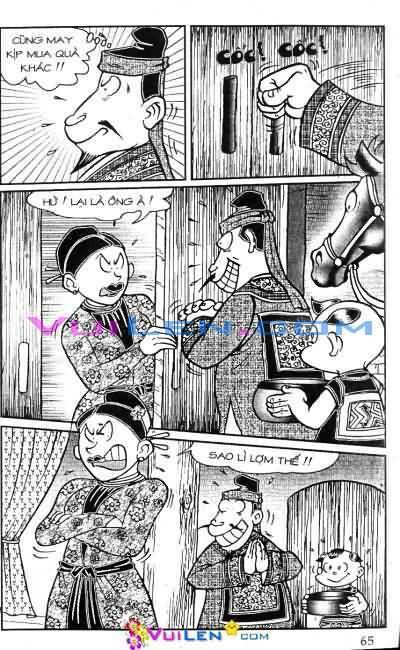 CŨNG MAY
KỊP MUA QUÀ
KHÁC !!
CỐC! CỐC!
HỪ ! LẠI LÀ ÔNG À !
VUILEN.COM
SAO LÌ LỢM THẾ !!
VUILEN.COM
65